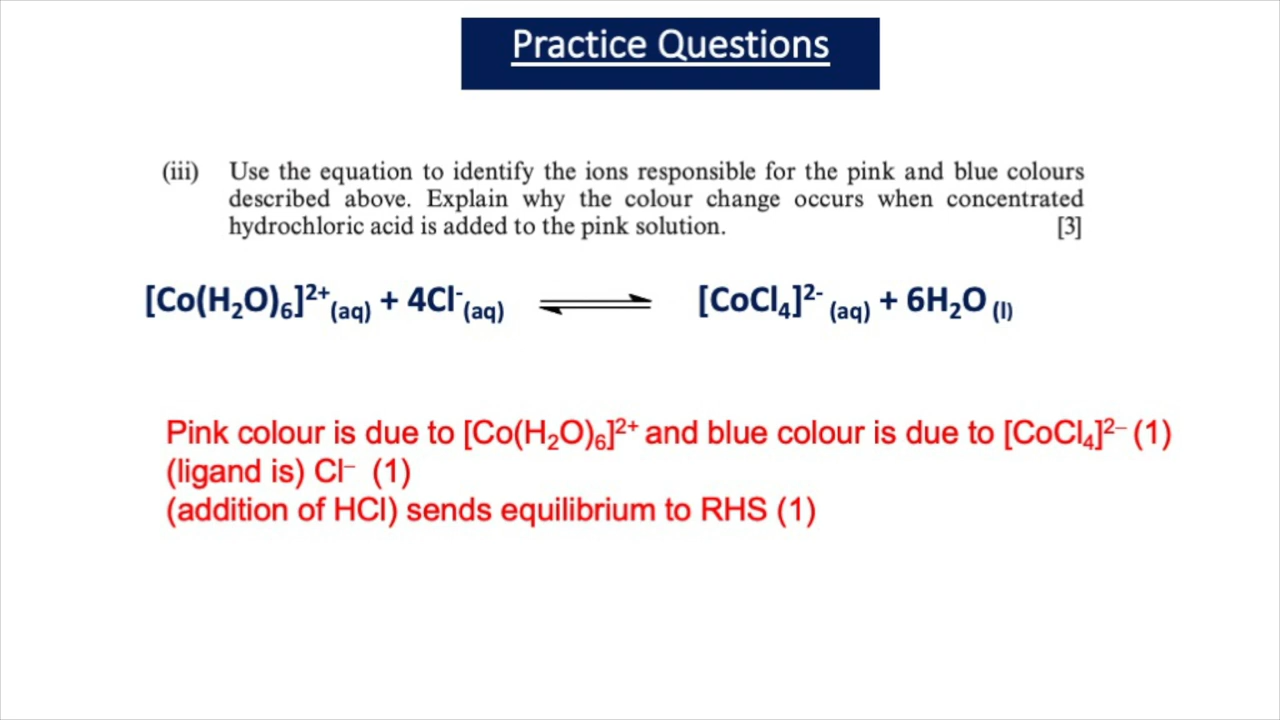 Practice Questions
(iii) Use the equation to identify the ions responsible for the pink and blue colours
described above. Explain why the colour change occurs when concentrated
hydrochloric acid is added to the pink solution. [3]
[Co(H₂O)₆]²⁺(aq) + 4Cl⁻(aq) ⇌ [CoCl₄]²⁻ (aq) + 6H₂O (l)
Pink colour is due to [Co(H₂O)₆]²⁺ and blue colour is due to [CoCl₄]²⁻ (1)
(ligand is) Cl⁻ (1)
(addition of HCl) sends equilibrium to RHS (1)